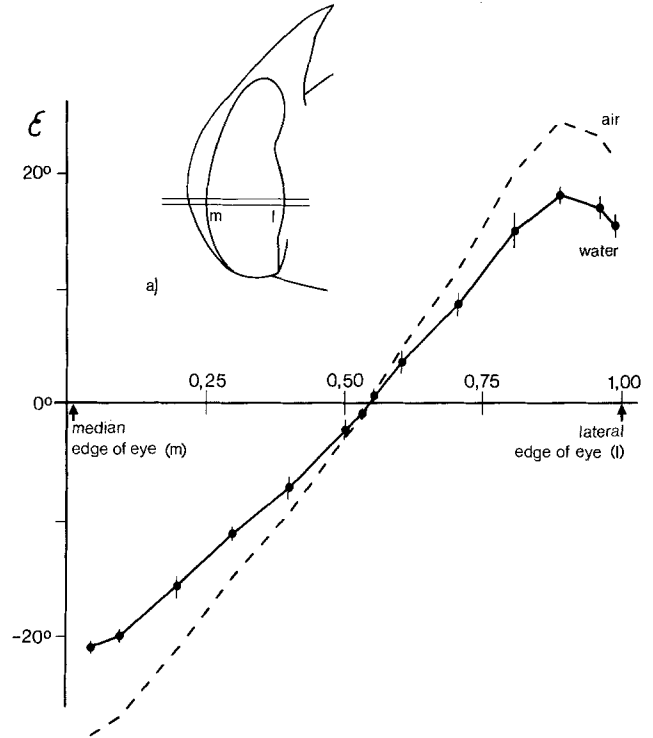 ε
air
20°
m
l
water
a)
0,25
0,50
0,75
1,00
0°
median
edge of eye (m)
lateral
edge of eye (l)
-20°